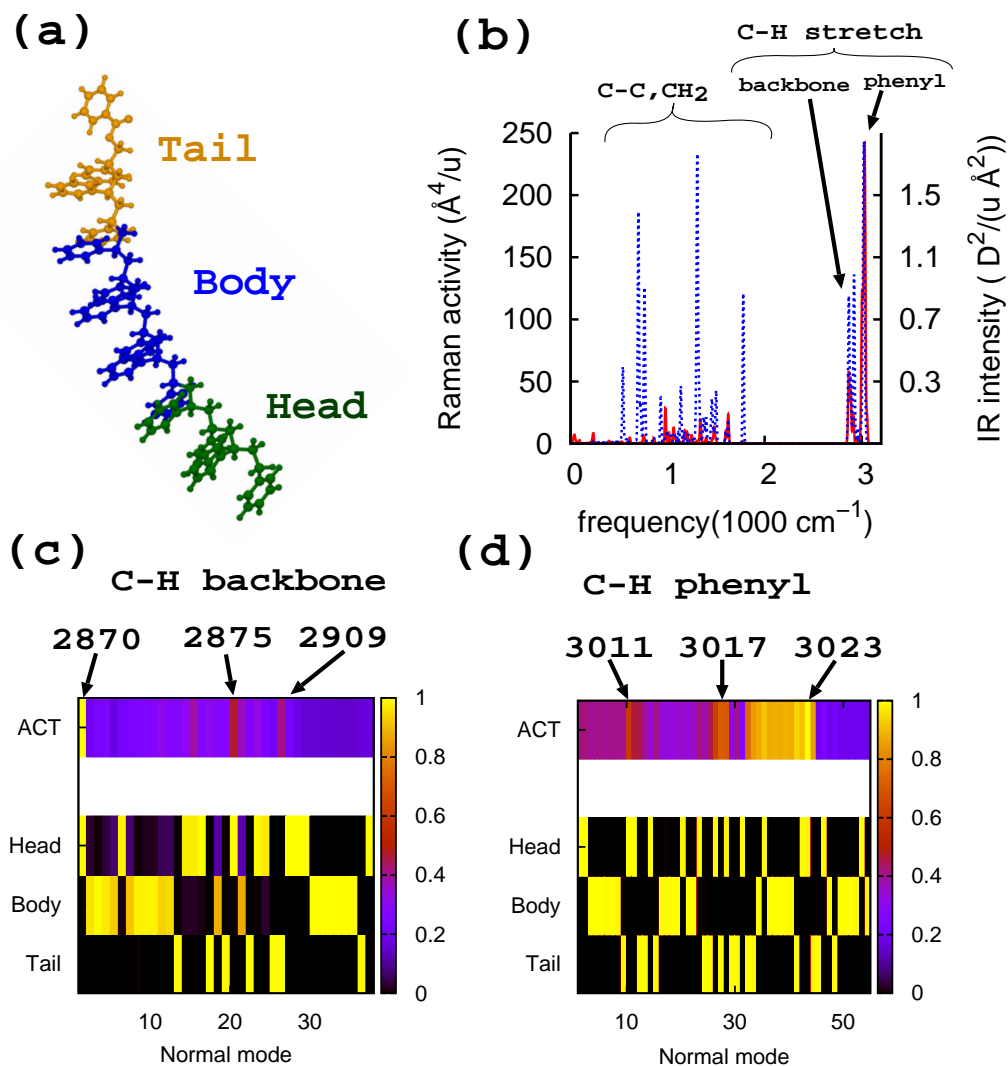 (a)
Tail
Body
Head
(b)
C-H stretch
backbone phenyl
C-C,CH2
250
200
150
100
50
0
Raman activity (Å⁴/u)
1.5
1.1
0.7
0.3
IR intensity ( D²/(u Å²))
0 1 2 3
frequency(1000 cm⁻¹)
(c)
C-H backbone
2870 2875 2909
ACT
Head
Body
Tail
10 20 30
Normal mode
1
0.8
0.6
0.4
0.2
0
(d)
C-H phenyl
3011 3017 3023
ACT
Head
Body
Tail
10 30 50
Normal mode
1
0.8
0.6
0.4
0.2
0